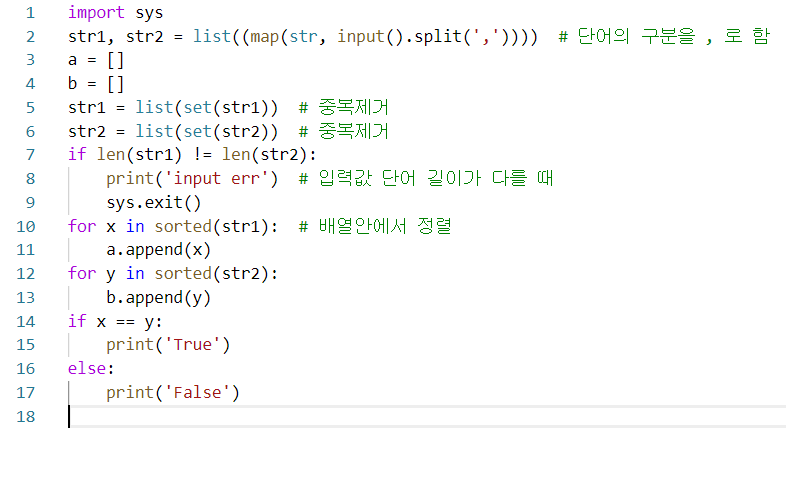 1 import sys
2 str1, str2 = list((map(str, input().split(',')))) # 단어의 구분을 , 로 함
3 a = []
4 b = []
5 str1 = list(set(str1)) # 중복제거
6 str2 = list(set(str2)) # 중복제거
7 if len(str1) != len(str2):
8     print('input err') # 입력값 단어 길이가 다를 때
9     sys.exit()
10 for x in sorted(str1): # 배열안에서 정렬
11     a.append(x)
12 for y in sorted(str2):
13     b.append(y)
14 if x == y:
15     print('True')
16 else:
17     print('False')
18